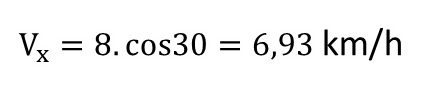 Vₓ = 8.cos30 = 6,93 km/h